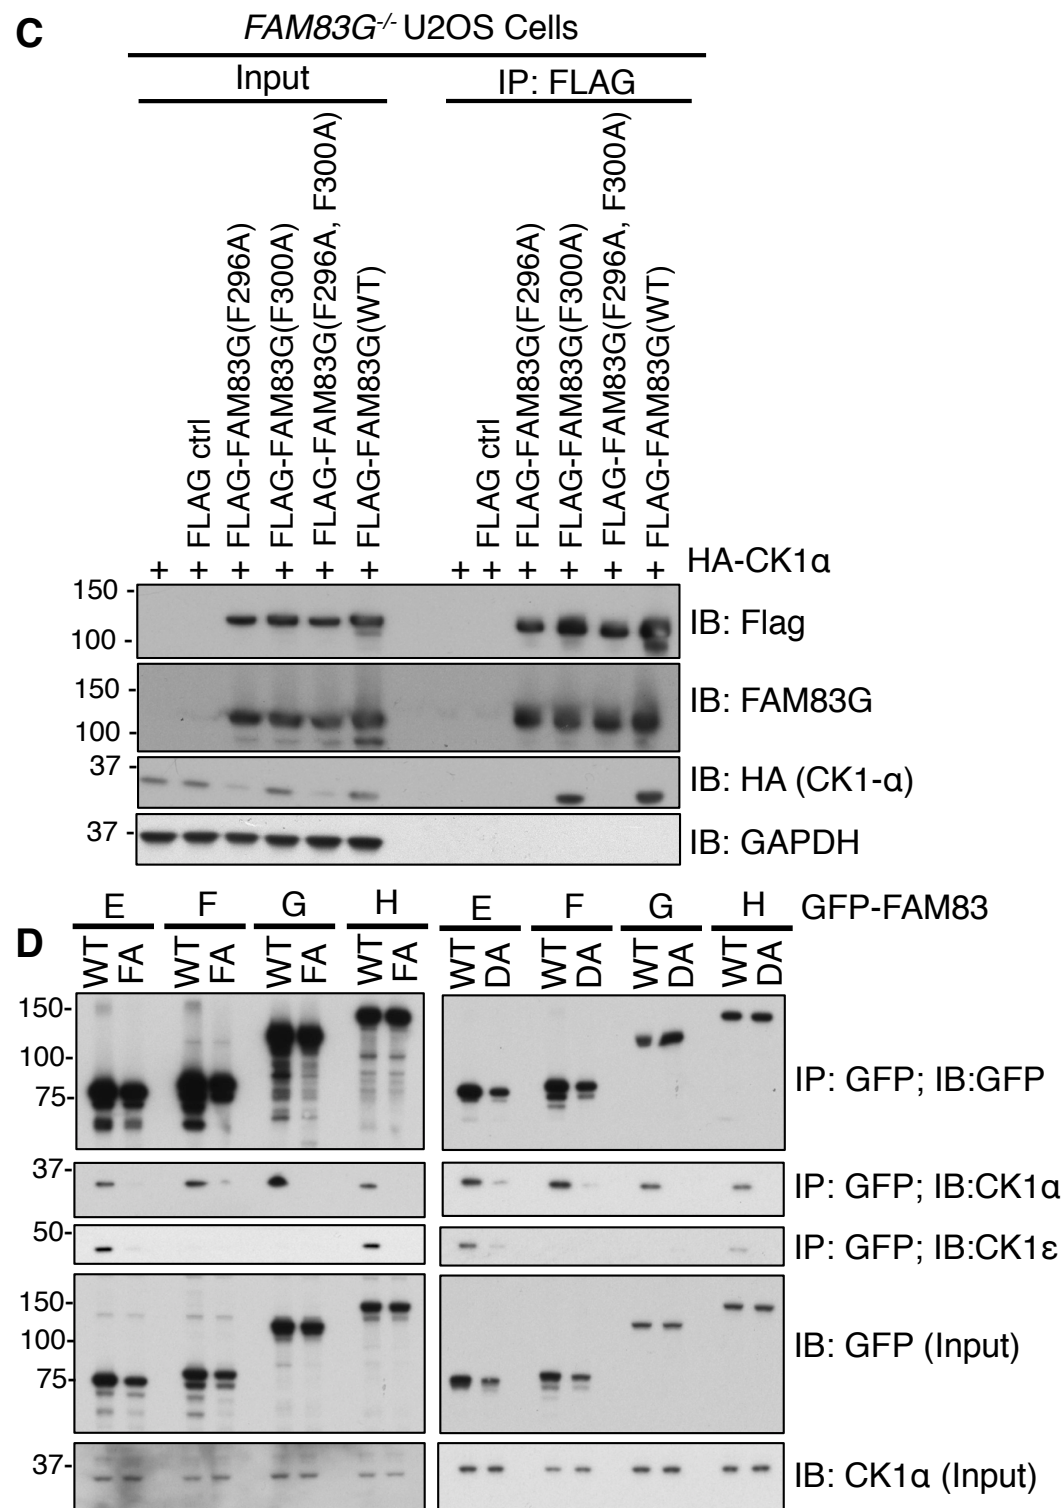 C
FAM83G-/- U2OS Cells
Input
IP: FLAG
FLAG ctrl
FLAG-FAM83G(F296A)
FLAG-FAM83G(F300A)
FLAG-FAM83G(F296A, F300A)
FLAG-FAM83G(WT)
FLAG ctrl
FLAG-FAM83G(F296A)
FLAG-FAM83G(F300A)
FLAG-FAM83G(F296A, F300A)
FLAG-FAM83G(WT)
+ + + + + + + + + + + + HA-CK1α
150 -
100 -
IB: Flag
150 -
100 -
IB: FAM83G
37 -
IB: HA (CK1-α)
37 -
IB: GAPDH
D
E F G H E F G H GFP-FAM83
WT FA WT FA WT FA WT FA WT DA WT DA WT DA WT DA
150-
100-
75-
IP: GFP; IB:GFP
37-
IP: GFP; IB:CK1α
50-
IP: GFP; IB:CK1ε
150-
100-
75-
IB: GFP (Input)
37-
IB: CK1α (Input)